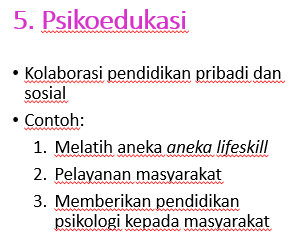 5. Psikoedukasi
• Kolaborasi pendidikan pribadi dan
sosial
• Contoh:
1. Melatih aneka aneka lifeskill
2. Pelayanan masyarakat
3. Memberikan pendidikan
psikologi kepada masyarakat